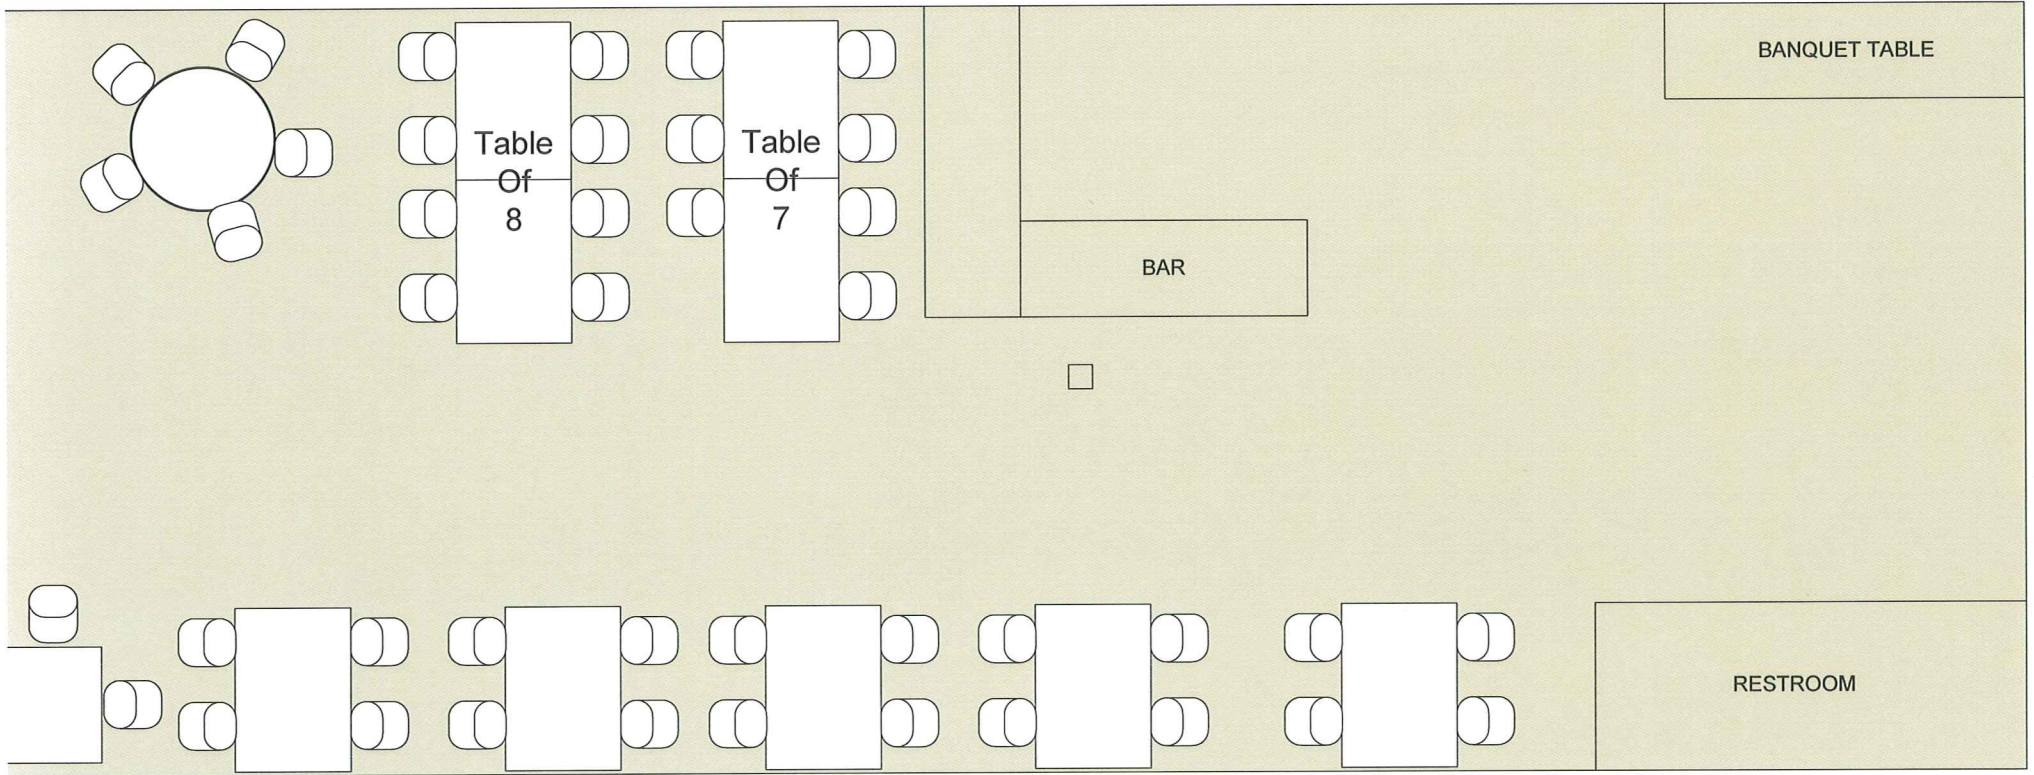 BANQUET TABLE
Table
Of
8
Table
Of
7
BAR
RESTROOM